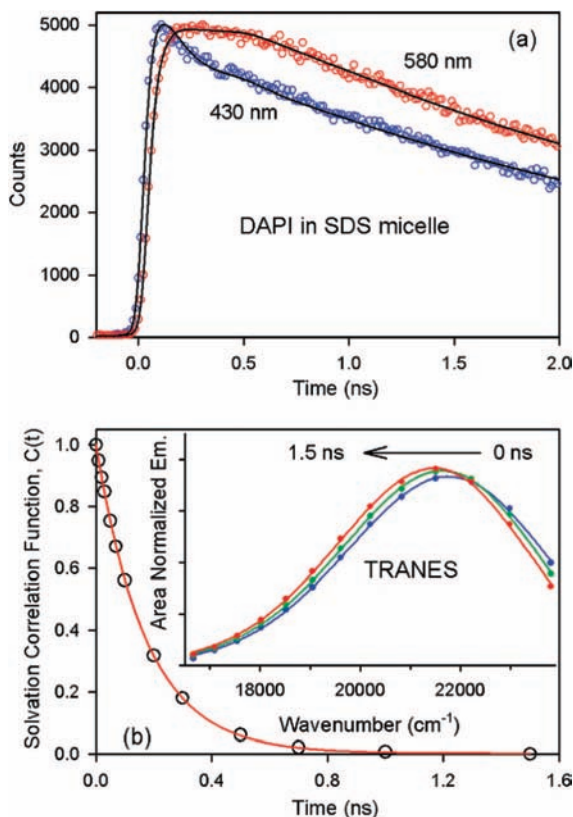 (a)
5000
4000
3000
2000
1000
0
Counts
580 nm
430 nm
DAPI in SDS micelle
0.0 0.5 1.0 1.5 2.0
Time (ns)
1.0
0.8
0.6
0.4
0.2
0.0
Solvation Correlation Function, C(t)
Area Normalized Em.
1.5 ns 0 ns
TRANES
18000 20000 22000
Wavenumber (cm-1)
(b)
0.0 0.4 0.8 1.2 1.6
Time (ns)